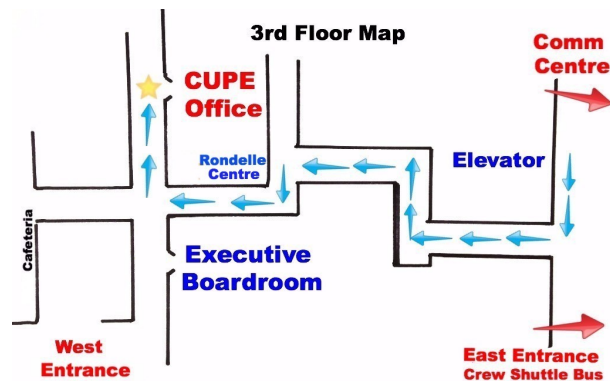 3rd Floor Map
Comm
Centre
CUPE
Office
Rondelle
Centre
Elevator
Cafeteria
Executive
Boardroom
West
Entrance
East Entrance
Crew Shuttle Bus